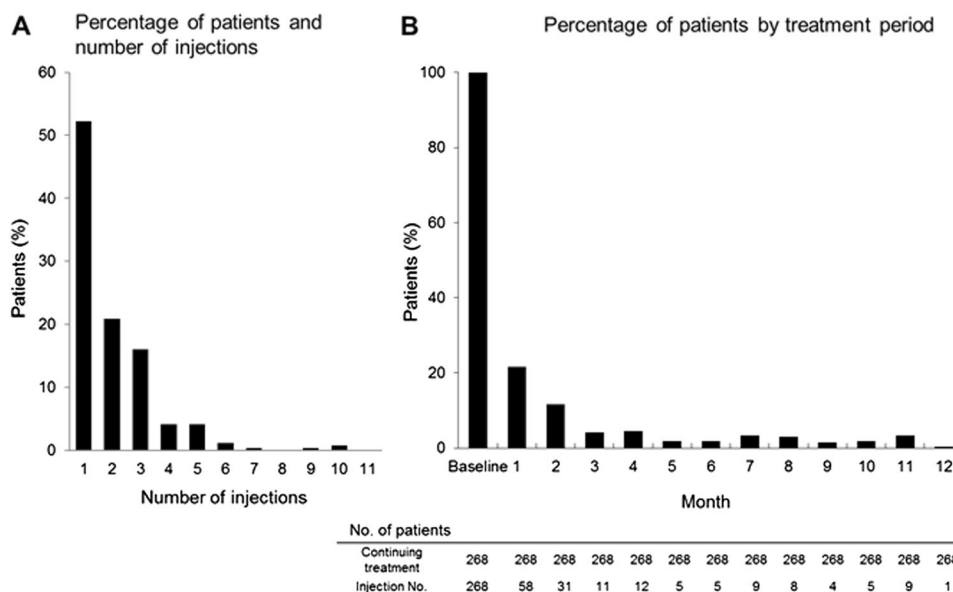 A Percentage of patients and
number of injections
60
50
40
30
20
10
0
Patients (%)
1 2 3 4 5 6 7 8 9 10 11
Number of injections
B Percentage of patients by treatment period
100
80
60
40
20
0
Patients (%)
Baseline 1 2 3 4 5 6 7 8 9 10 11 12
Month
No. of patients
Continuing
treatment 268 268 268 268 268 268 268 268 268 268 268 268 268
Injection No. 268 58 31 11 12 5 5 9 8 4 5 9 1